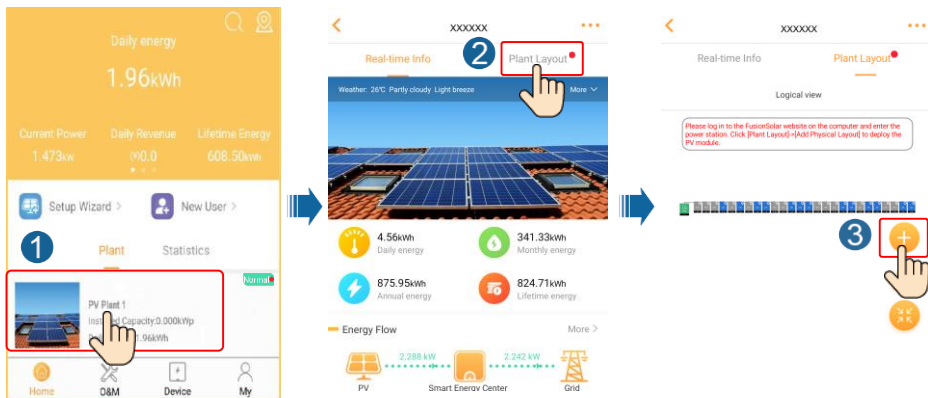 Daily energy
1.96kWh
Current Power
Daily Revenue
Lifetime Energy
1.473kw
(¥)0.0
608.50kWh
Setup Wizard >
New User >
1
Plant
Statistics
Normal
PV Plant 1
Installed Capacity:0.000kWp
1.96kWh
Home
O&M
Device
My
xxxxxx
Real-time Info
2
Plant Layout
Weather: 26℃ Partly cloudy Light breeze
More
4.56kWh
Daily energy
341.33kWh
Monthly energy
875.95kWh
Annual energy
824.71kWh
Lifetime energy
Energy Flow
More >
2.288 kW
2.242 kW
PV
Smart Energy Center
Grid
xxxxxx
Real-time Info
Plant Layout
Logical view
Please log in to the FusionSolar website on the computer and enter the
power station. Click [Plant Layout]->[Add Physical Layout] to deploy the
PV module.
3